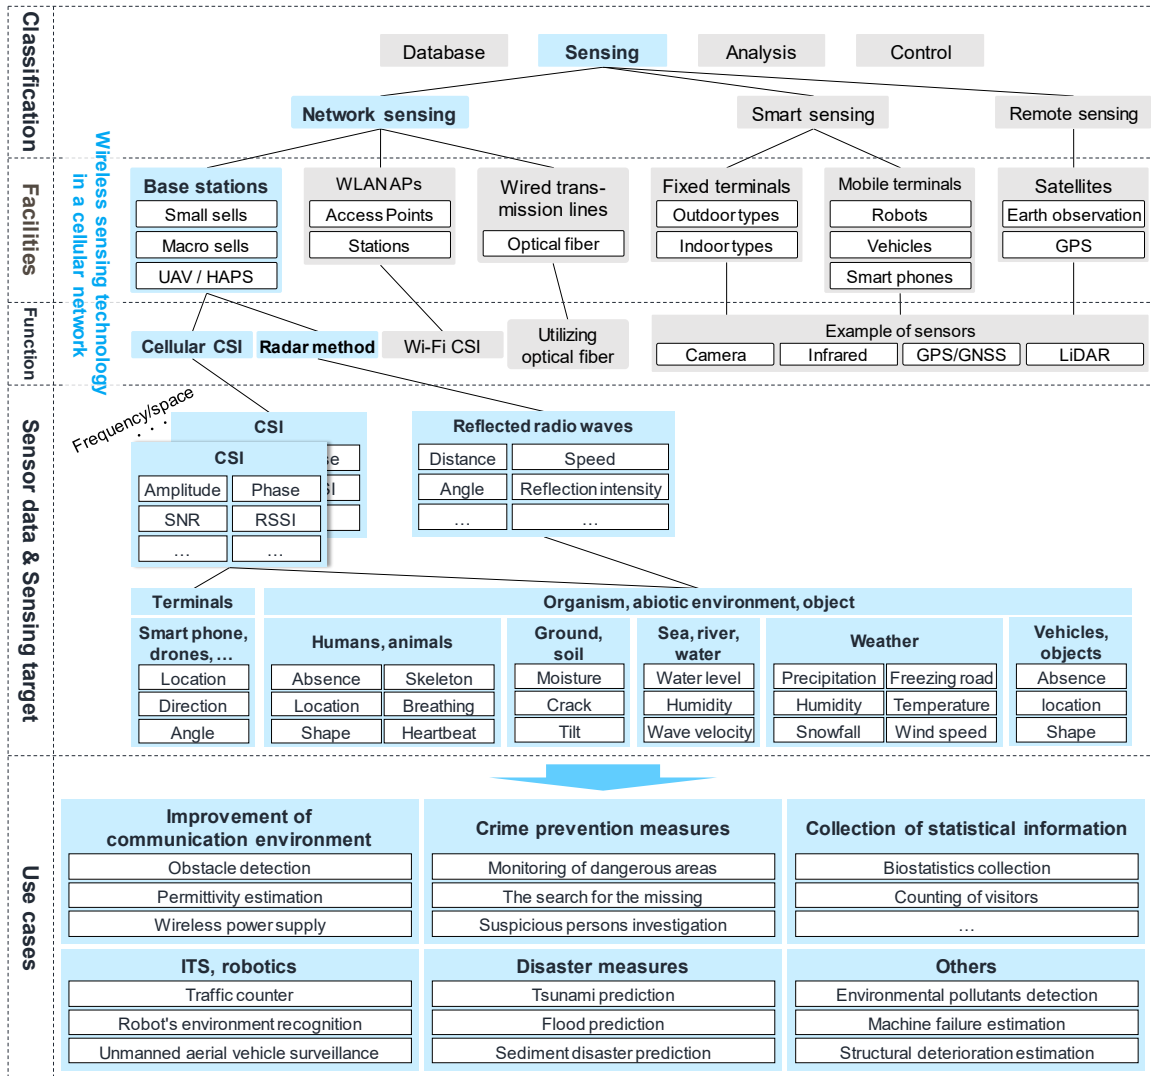 Classification
Database
Sensing
Analysis
Control
Network sensing
Smart sensing
Remote sensing
Wireless sensing technology
in a cellular network
Facilities
Base stations
Small sells
Macro sells
UAV / HAPS
WLAN APs
Access Points
Stations
Wired trans-
mission lines
Optical fiber
Fixed terminals
Outdoor types
Indoor types
Mobile terminals
Robots
Vehicles
Smart phones
Satellites
Earth observation
GPS
Function
Cellular CSI
Radar method
Wi-Fi CSI
Utilizing
optical fiber
Example of sensors
Camera
Infrared
GPS/GNSS
LiDAR
Sensor data & Sensing target
Frequency/space
. . .
CSI
se
SI
CSI
Amplitude
Phase
SNR
RSSI
…
…
Reflected radio waves
Distance
Speed
Angle
Reflection intensity
…
…
Terminals
Smart phone,
drones, …
Location
Direction
Angle
Organism, abiotic environment, object
Humans, animals
Absence
Skeleton
Location
Breathing
Shape
Heartbeat
Ground,
soil
Moisture
Crack
Tilt
Sea, river,
water
Water level
Humidity
Wave velocity
Weather
Precipitation
Freezing road
Humidity
Temperature
Snowfall
Wind speed
Vehicles,
objects
Absence
location
Shape
Use cases
Improvement of
communication environment
Obstacle detection
Permittivity estimation
Wireless power supply
Crime prevention measures
Monitoring of dangerous areas
The search for the missing
Suspicious persons investigation
Collection of statistical information
Biostatistics collection
Counting of visitors
…
ITS, robotics
Traffic counter
Robot's environment recognition
Unmanned aerial vehicle surveillance
Disaster measures
Tsunami prediction
Flood prediction
Sediment disaster prediction
Others
Environmental pollutants detection
Machine failure estimation
Structural deterioration estimation